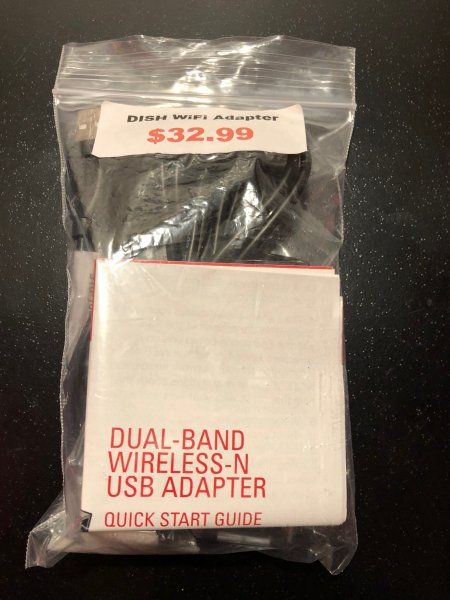 DISH WiFi Adapter
$32.99
DUAL-BAND
WIRELESS-N
USB ADAPTER
QUICK START GUIDE